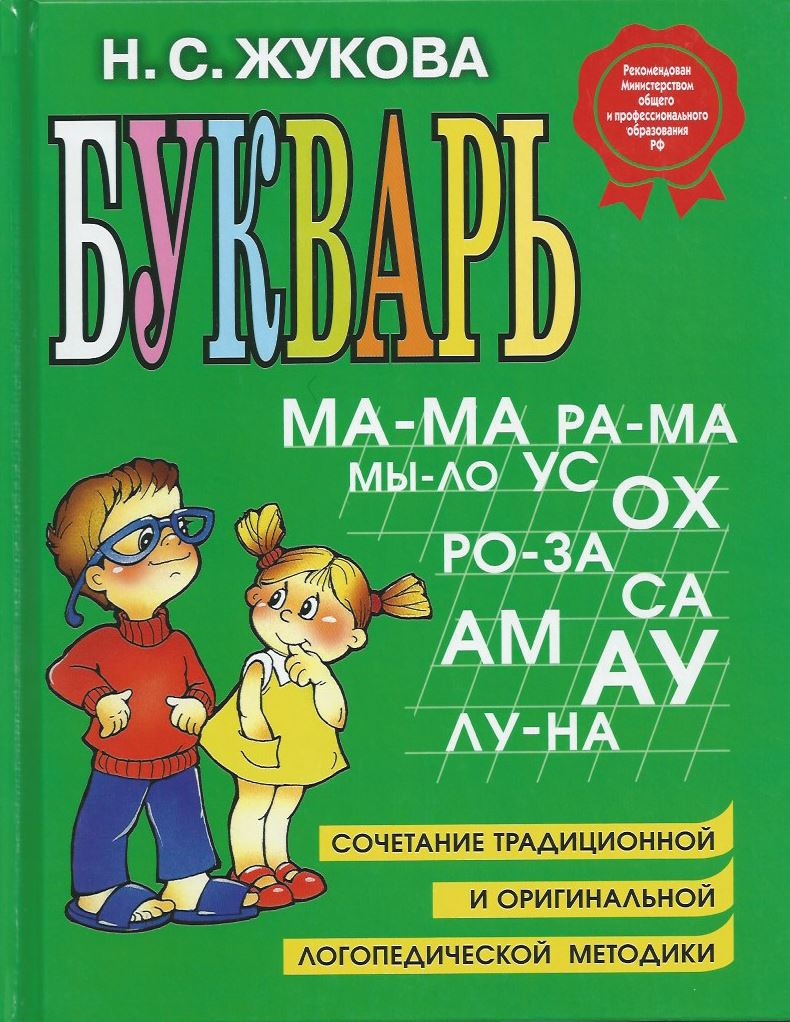 Н. С. ЖУКОВА
Рекомендован
Министерством
общего
и профессионального
образования
РФ
БУКВАРЬ
МА-МА РА-МА
МЫ-ЛО УС
ОХ
РО-ЗА
СА
АМ
АУ
ЛУ-НА
СОЧЕТАНИЕ ТРАДИЦИОННОЙ
И ОРИГИНАЛЬНОЙ
ЛОГОПЕДИЧЕСКОЙ МЕТОДИКИ